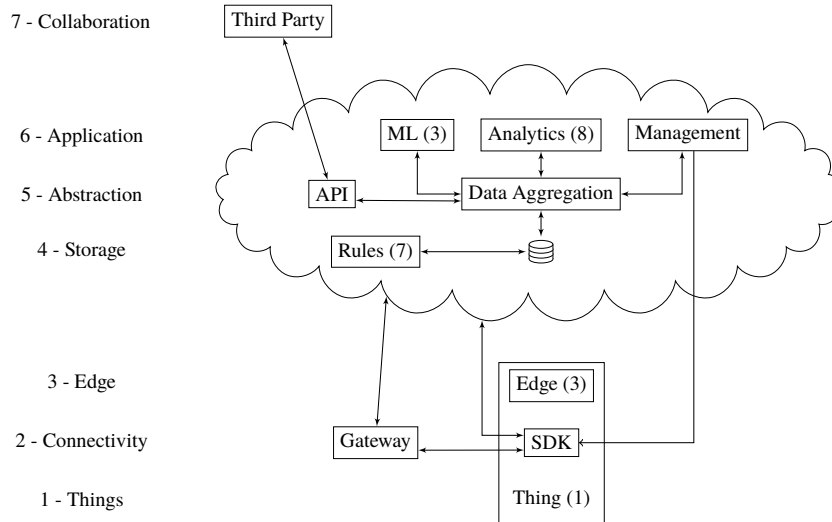 7 - Collaboration
Third Party
6 - Application
ML (3)
Analytics (8)
Management
5 - Abstraction
API
Data Aggregation
4 - Storage
Rules (7)
3 - Edge
Edge (3)
2 - Connectivity
Gateway
SDK
1 - Things
Thing (1)